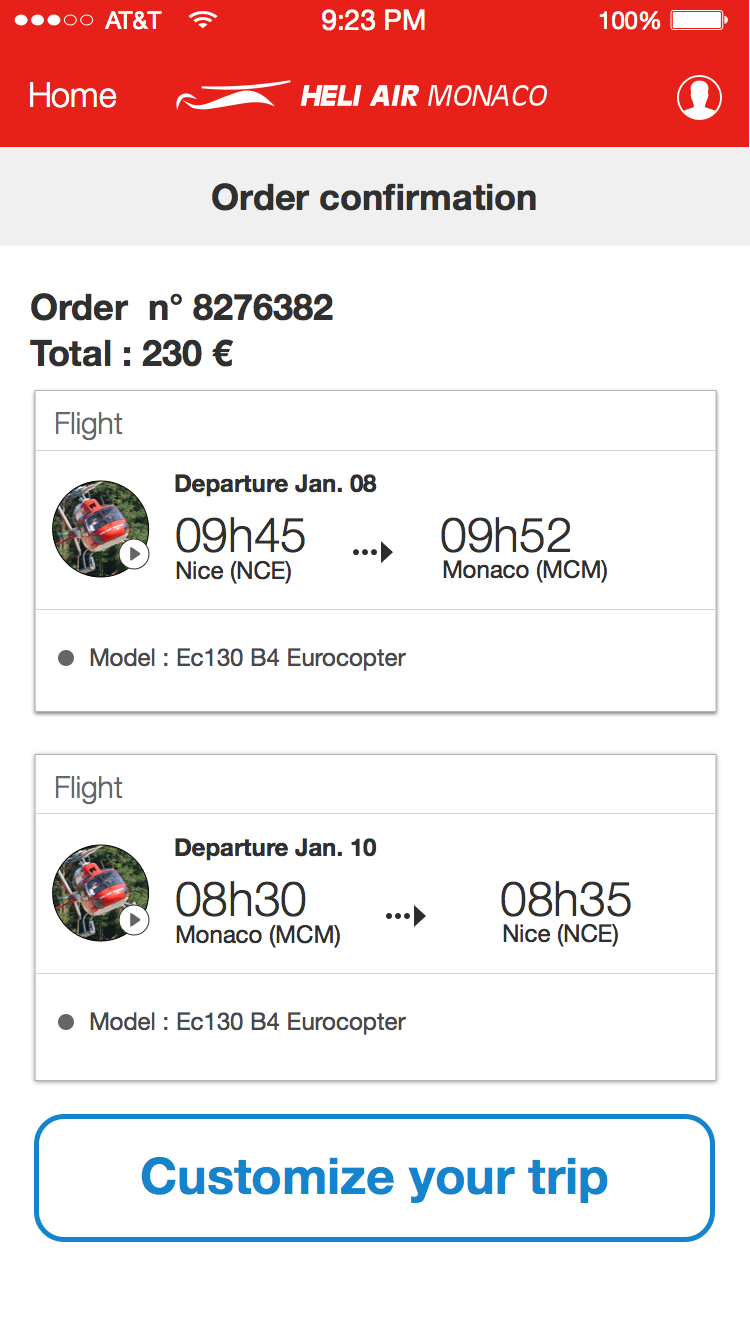 AT&T 9:23 PM 100%
Home HELI AIR MONACO
Order confirmation
Order n° 8276382
Total : 230 €
Flight
Departure Jan. 08
09h45 09h52
Nice (NCE) Monaco (MCM)
Model : Ec130 B4 Eurocopter
Flight
Departure Jan. 10
08h30 08h35
Monaco (MCM) Nice (NCE)
Model : Ec130 B4 Eurocopter
Customize your trip